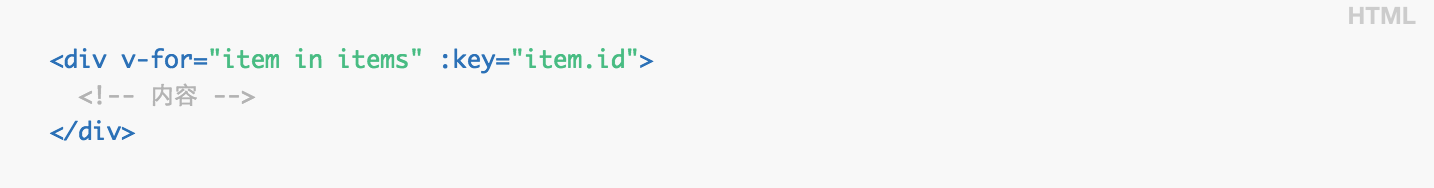 HTML
<div v-for="item in items" :key="item.id">
  <!-- 内容 -->
</div>